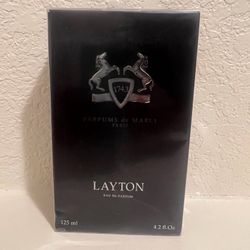 1743
PARFUMS de MARLY
PARIS
LAYTON
EAU DE PARFUM
125 ml
4.2 fl.Oz